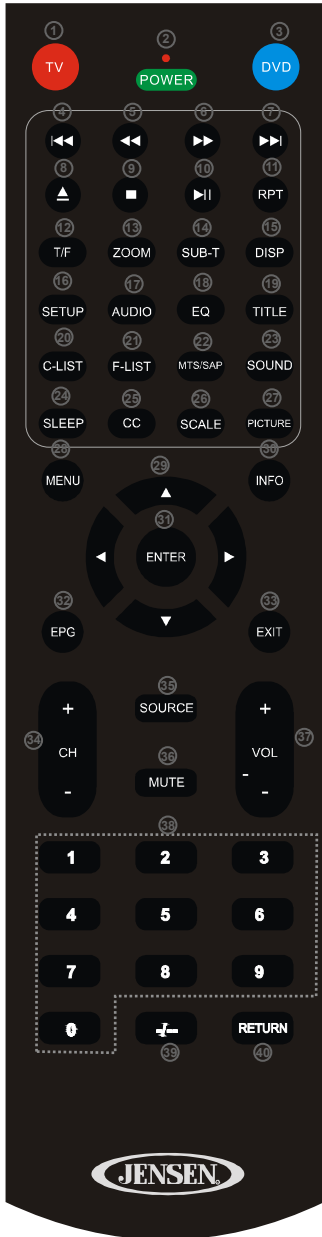 1 2 3
TV POWER DVD
4 5 6 7
8 9 10 11
RPT
12 13 14 15
T/F ZOOM SUB-T DISP
16 17 18 19
SETUP AUDIO EQ TITLE
20 21 22 23
C-LIST F-LIST MTS/SAP SOUND
24 25 26 27
SLEEP CC SCALE PICTURE
28 29 30
MENU INFO
31
ENTER
32 33
EPG EXIT
35
+ SOURCE +
34 CH 36 VOL 37
- MUTE - -
38
1 2 3
4 5 6
7 8 9
0 -/-- RETURN
39 40
JENSEN